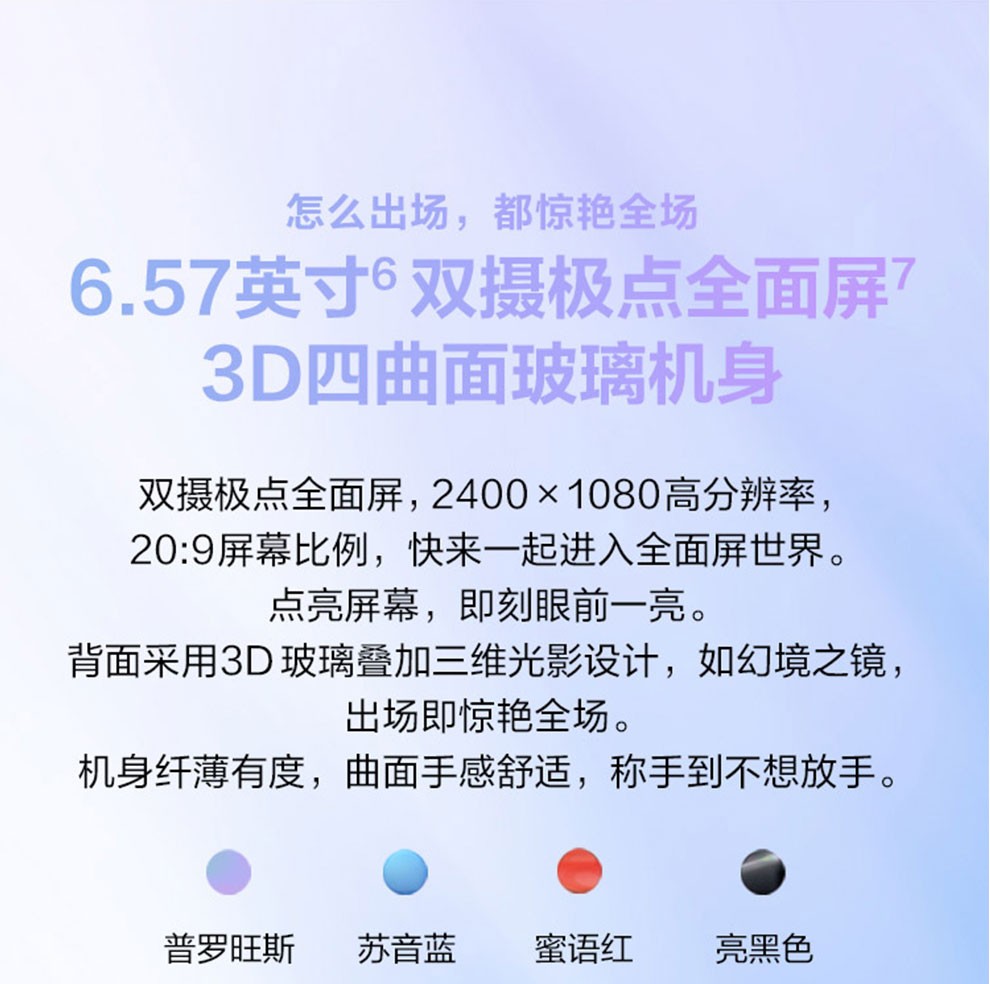 怎么出场，都惊艳全场
6.57英寸6 双摄极点全面屏7
3D四曲面玻璃机身
双摄极点全面屏，2400×1080高分辨率，
20:9屏幕比例，快来一起进入全面屏世界。
点亮屏幕，即刻眼前一亮。
背面采用3D玻璃叠加三维光影设计，如幻境之镜，
出场即惊艳全场。
机身纤薄有度，曲面手感舒适，称手到不想放手。
普罗旺斯 苏音蓝 蜜语红 亮黑色